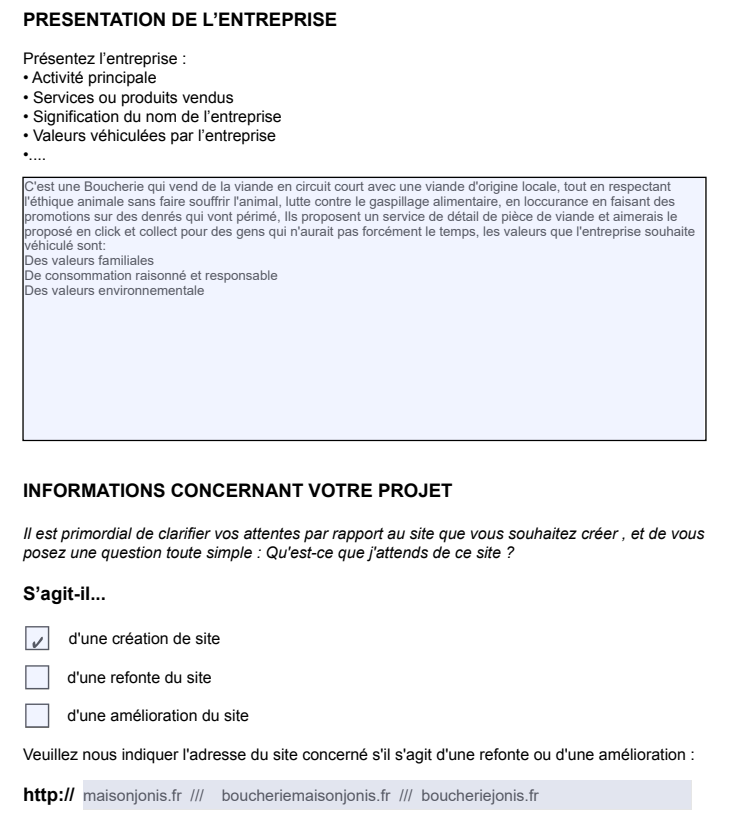 PRESENTATION DE L'ENTREPRISE
Présentez l'entreprise :
• Activité principale
• Services ou produits vendus
• Signification du nom de l'entreprise
• Valeurs véhiculées par l'entreprise
•....
C'est une Boucherie qui vend de la viande en circuit court avec une viande d'origine locale, tout en respectant
l'éthique animale sans faire souffrir l'animal, lutte contre le gaspillage alimentaire, en loccurance en faisant des
promotions sur des denrés qui vont périmé, Ils proposent un service de détail de pièce de viande et aimerais le
proposé en click et collect pour des gens qui n'aurait pas forcément le temps, les valeurs que l'entreprise souhaite
véhiculé sont:
Des valeurs familiales
De consommation raisonné et responsable
Des valeurs environnementale
INFORMATIONS CONCERNANT VOTRE PROJET
Il est primordial de clarifier vos attentes par rapport au site que vous souhaitez créer , et de vous
posez une question toute simple : Qu'est-ce que j'attends de ce site ?
S'agit-il...
d'une création de site
d'une refonte du site
d'une amélioration du site
Veuillez nous indiquer l'adresse du site concerné s'il s'agit d'une refonte ou d'une amélioration :
http:// maisonjonis.fr /// boucheriemaisonjonis.fr /// boucheriejonis.fr